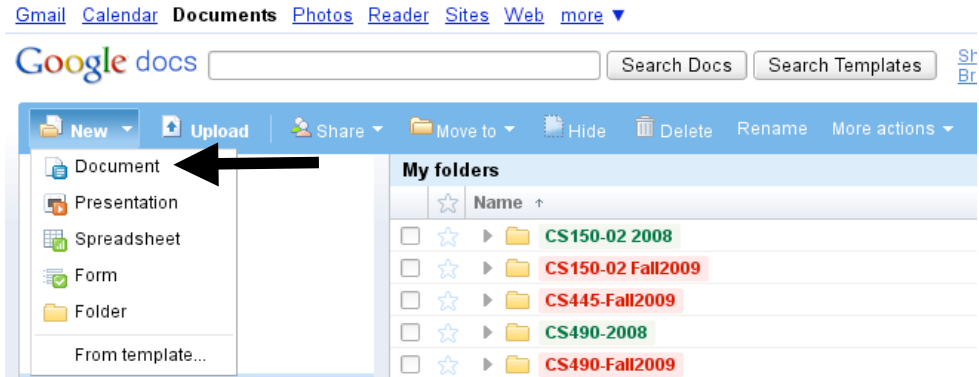 Gmail Calendar Documents Photos Reader Sites Web more ▼
Google docs Search Docs Search Templates
New Upload Share Move to Hide Delete Rename More actions
Document
Presentation
Spreadsheet
Form
Folder
From template...
My folders
Name ↑
CS150-02 2008
CS150-02 Fall2009
CS445-Fall2009
CS490-2008
CS490-Fall2009